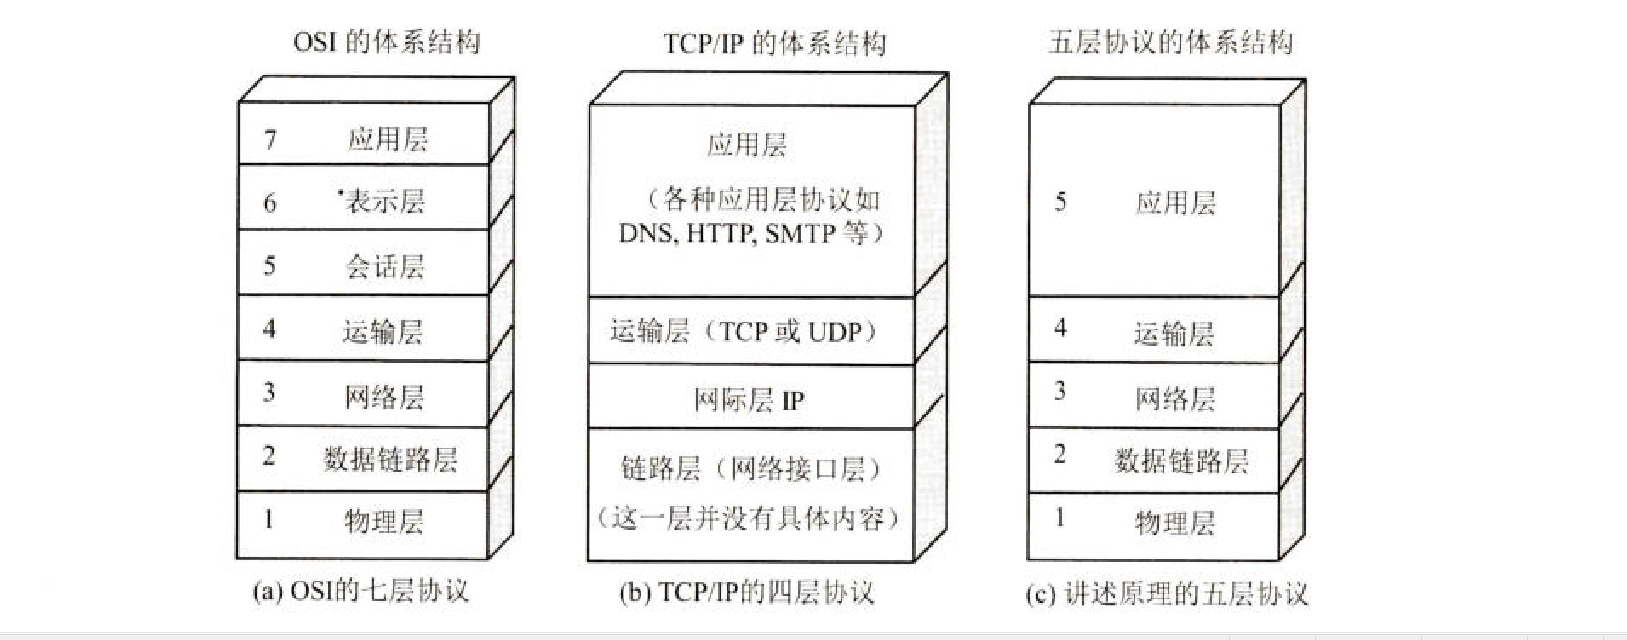 OSI 的体系结构
7 应用层
6 表示层
5 会话层
4 运输层
3 网络层
2 数据链路层
1 物理层
(a) OSI的七层协议
TCP/IP 的体系结构
应用层
（各种应用层协议如
DNS, HTTP, SMTP 等）
运输层（TCP 或 UDP）
网际层 IP
链路层（网络接口层）
（这一层并没有具体内容）
(b) TCP/IP的四层协议
五层协议的体系结构
5 应用层
4 运输层
3 网络层
2 数据链路层
1 物理层
(c) 讲述原理的五层协议